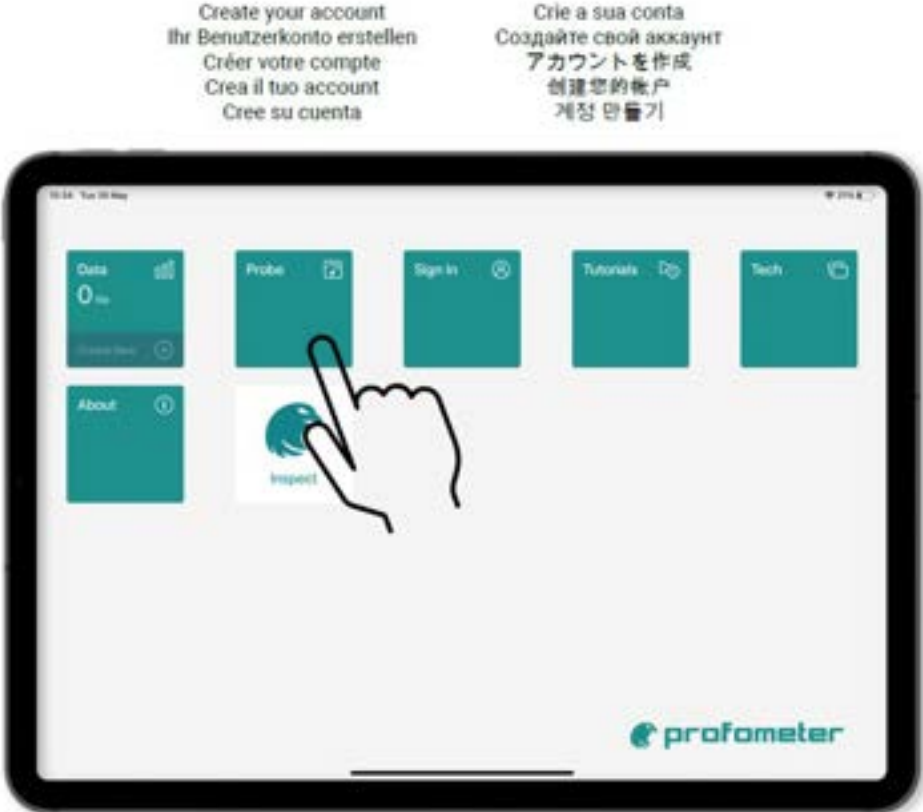 Create your account
Ihr Benutzerkonto erstellen
Créer votre compte
Crea il tuo account
Cree su cuenta
Crie a sua conta
Создайте свой аккаунт
アカウントを作成
创建您的帐户
계정 만들기
Data
0
Probe
Sign In
Tutorials
Tech
About
Inspect
profometer